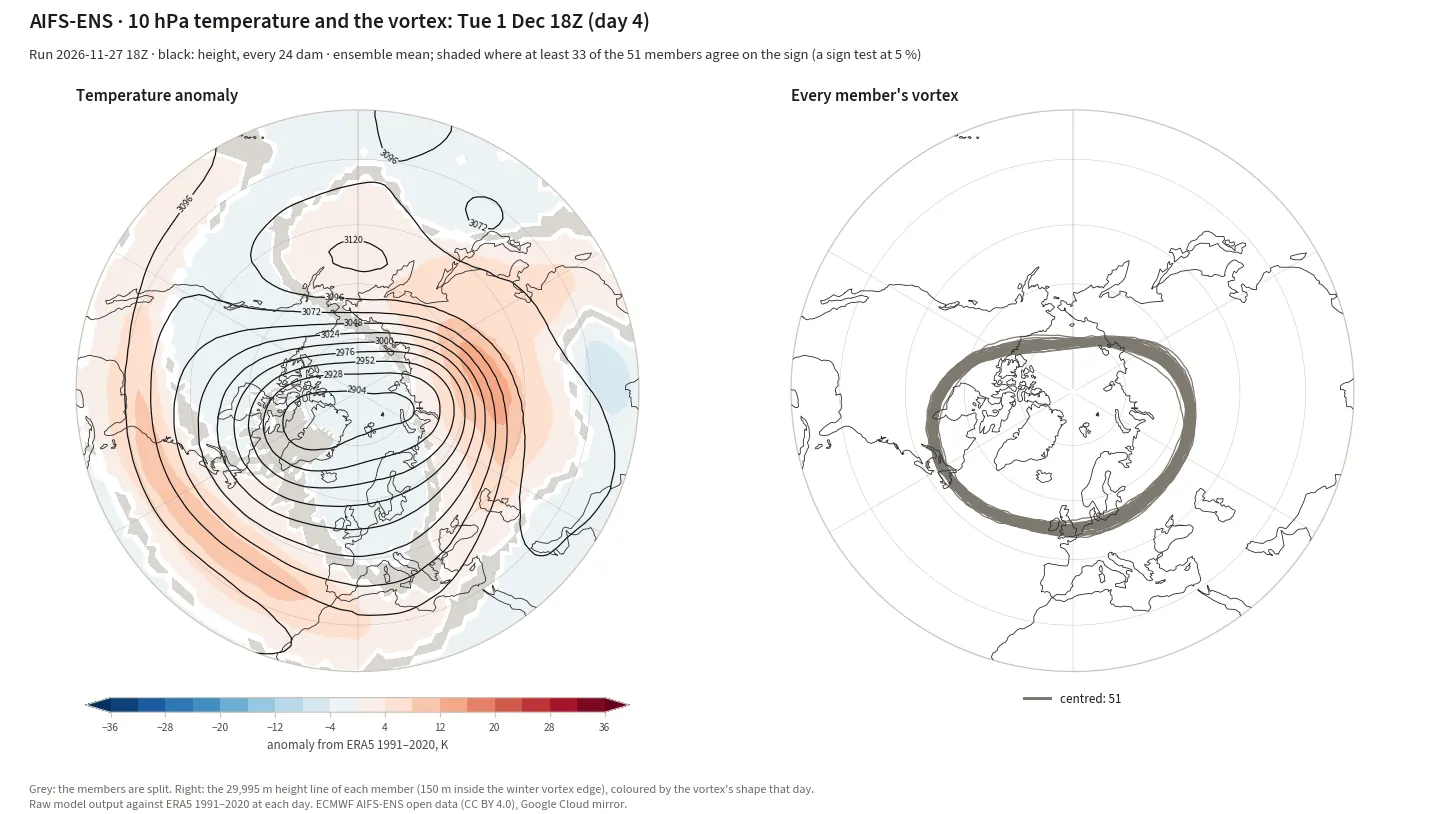 AIFS-ENS · 10 hPa temperature and the vortex: Tue 1 Dec 18Z (day 4)
Run 2026-11-27 18Z · black: height, every 24 dam · ensemble mean; shaded where at least 33 of the 51 members agree on the sign (a sign test at 5 %)
Temperature anomaly
Every member's vortex
3096
3096
3072
3120
3096
3072
3048
3024
3000
2976
2952
2928
2904
−36
−28
−20
−12
−4
4
12
20
28
36
anomaly from ERA5 1991–2020, K
centred: 51
Grey: the members are split. Right: the 29,995 m height line of each member (150 m inside the winter vortex edge), coloured by the vortex's shape that day.
Raw model output against ERA5 1991–2020 at each day. ECMWF AIFS-ENS open data (CC BY 4.0), Google Cloud mirror.